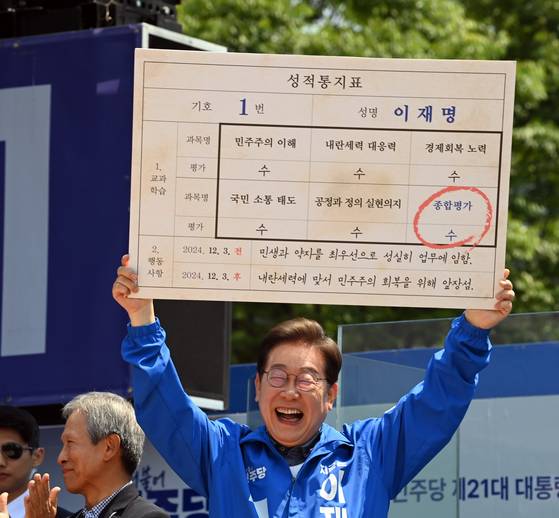 1
성적통지표
기호 1 번 성명 이재명
1. 교과 학습
과목명 민주주의 이해 내란세력 대응력 경제회복 노력
평가 수 수 수
과목명 국민 소통 태도 공정과 정의 실현의지 종합평가
평가 수 수 수
2. 행동 사항
2024. 12. 3. 전 민생과 약자를 최우선으로 성실히 업무에 임함.
2024. 12. 3. 후 내란세력에 맞서 민주주의 회복을 위해 앞장섬.
더불어
민주당
민주당 제21대 대통령